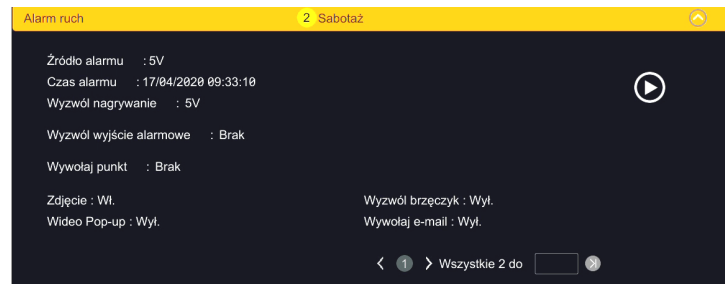 Alarm ruch 2 Sabotaż
Źródło alarmu : 5V
Czas alarmu : 17/04/2020 09:33:10
Wyzwól nagrywanie : 5V
Wyzwól wyjście alarmowe : Brak
Wywołaj punkt : Brak
Zdjęcie : Wł. Wyzwól brzęczyk : Wył.
Wideo Pop-up : Wył. Wywołaj e-mail : Wył.
1 Wszystkie 2 do